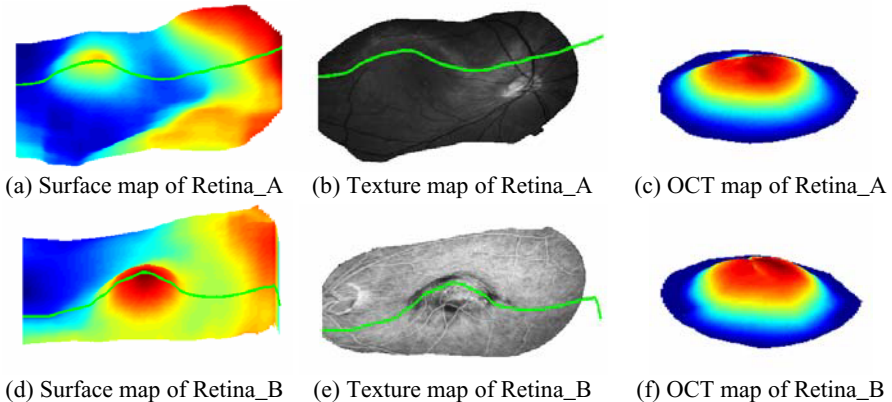 (a) Surface map of Retina_A
(b) Texture map of Retina_A
(c) OCT map of Retina_A
(d) Surface map of Retina_B
(e) Texture map of Retina_B
(f) OCT map of Retina_B